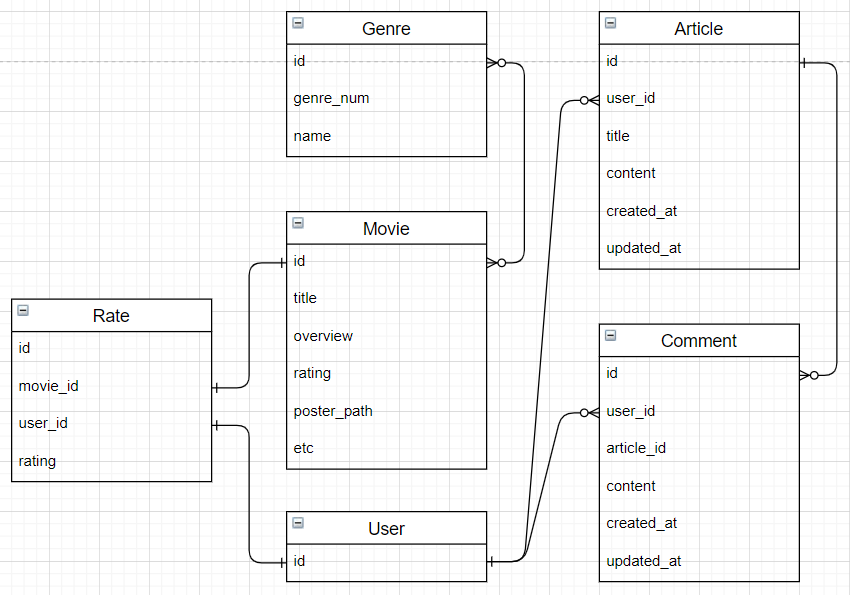 Genre
id
genre_num
name
Article
id
user_id
title
content
created_at
updated_at
Movie
id
title
overview
rating
poster_path
etc
Rate
id
movie_id
user_id
rating
Comment
id
user_id
article_id
content
created_at
updated_at
User
id